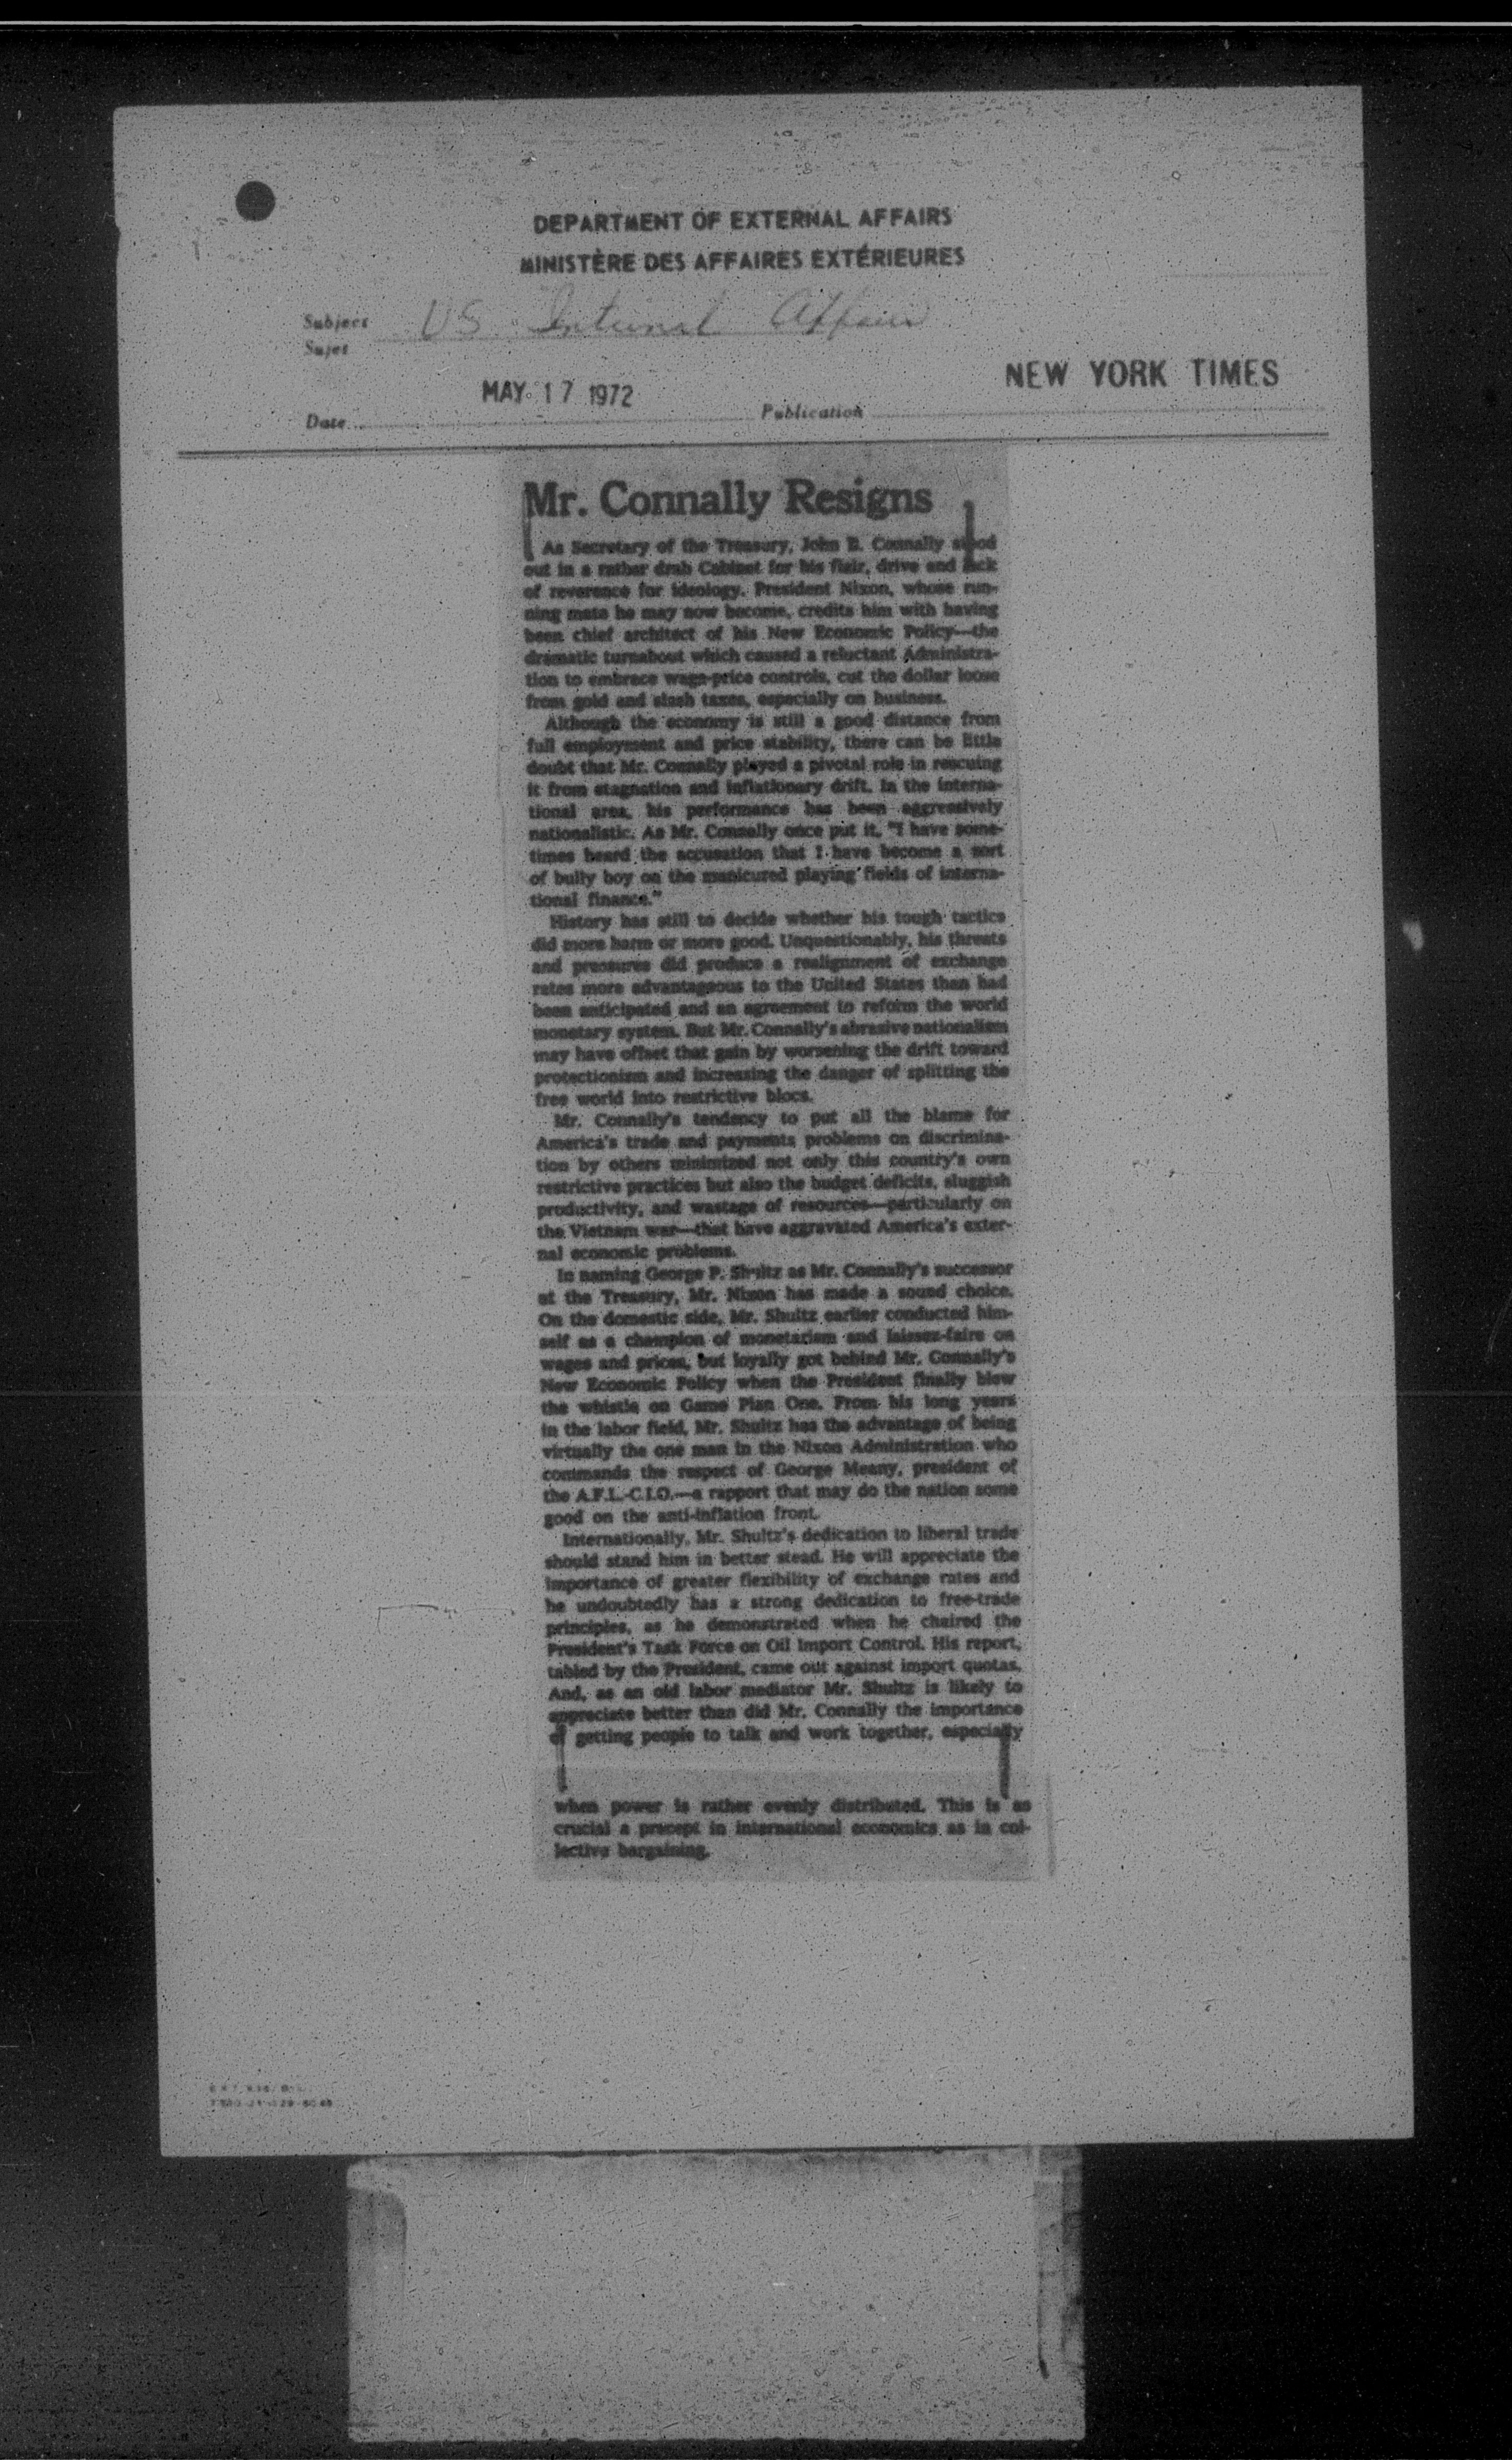 DEPARTMENT OF EXTERNAL AFFAIRS
MINISTÈRE DES AFFAIRES EXTÉRIEURES
Subject US Internal Affairs
Sujet
NEW YORK TIMES
MAY 17 1972
Date Publication
Mr. Connally Resigns
As Secretary of the Treasury, John B. Connally stood
out in a rather drab Cabinet for his flair, drive and lack
of reverence for ideology. President Nixon, whose run-
ning mate he may now become, credits him with having
been chief architect of his New Economic Policy—the
dramatic turnabout which caused a reluctant Administra-
tion to embrace wage-price controls, cut the dollar loose
from gold and slash taxes, especially on business.
Although the economy is still a good distance from
full employment and price stability, there can be little
doubt that Mr. Connally played a pivotal role in rescuing
it from stagnation and inflationary drift. In the interna-
tional area, his performance has been aggressively
nationalistic. As Mr. Connally once put it, "I have some-
times heard the accusation that I have become a sort
of bully boy on the manicured playing fields of interna-
tional finance."
History has still to decide whether his tough tactics
did more harm or more good. Unquestionably, his threats
and pressures did produce a realignment of exchange
rates more advantageous to the United States than had
been anticipated and an agreement to reform the world
monetary system. But Mr. Connally's abrasive nationalism
may have offset that gain by worsening the drift toward
protectionism and increasing the danger of splitting the
free world into restrictive blocs.
Mr. Connally's tendency to put all the blame for
America's trade and payments problems on discrimina-
tion by others minimized not only this country's own
restrictive practices but also the budget deficits, sluggish
productivity, and wastage of resources—particularly on
the Vietnam war—that have aggravated America's exter-
nal economic problems.
In naming George P. Shultz as Mr. Connally's successor
at the Treasury, Mr. Nixon has made a sound choice.
On the domestic side, Mr. Shultz earlier conducted him-
self as a champion of monetarism and laissez-faire on
wages and prices, but loyally got behind Mr. Connally's
New Economic Policy when the President finally blew
the whistle on Game Plan One. From his long years
in the labor field, Mr. Shultz has the advantage of being
virtually the one man in the Nixon Administration who
commands the respect of George Meany, president of
the A.F.L.-C.I.O.—a rapport that may do the nation some
good on the anti-inflation front.
Internationally, Mr. Shultz's dedication to liberal trade
should stand him in better stead. He will appreciate the
importance of greater flexibility of exchange rates and
he undoubtedly has a strong dedication to free-trade
principles, as he demonstrated when he chaired the
President's Task Force on Oil Import Control. His report,
tabled by the President, came out against import quotas.
And, as an old labor mediator Mr. Shultz is likely to
appreciate better than did Mr. Connally the importance
of getting people to talk and work together, especially
when power is rather evenly distributed. This is as
crucial a precept in international economics as in col-
lective bargaining.